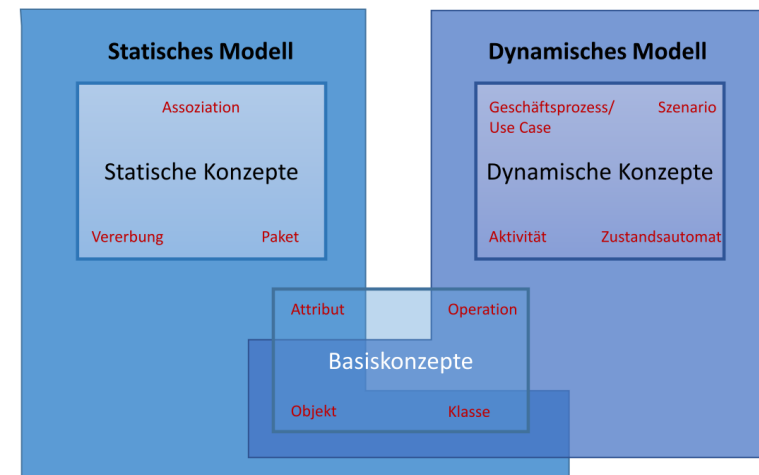 Statisches Modell
Assoziation
Statische Konzepte
Vererbung
Paket
Dynamisches Modell
Geschäftsprozess/
Use Case
Szenario
Dynamische Konzepte
Aktivität
Zustandsautomat
Attribut
Operation
Basiskonzepte
Objekt
Klasse